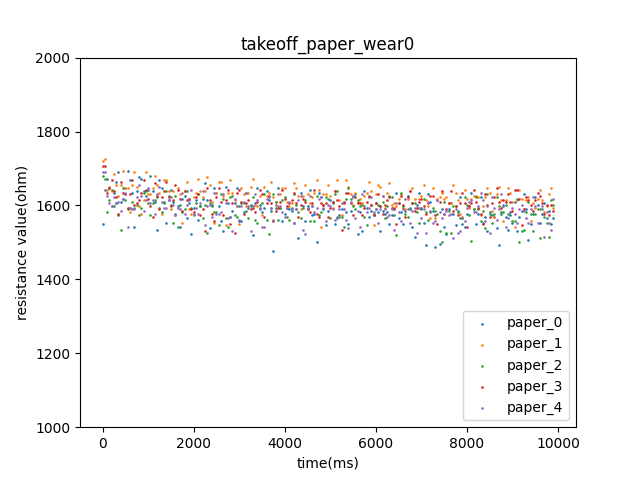 takeoff_paper_wear0
resistance value(ohm)
2000
1800
1600
1400
1200
1000
0
2000
4000
6000
8000
10000
time(ms)
paper_0
paper_1
paper_2
paper_3
paper_4